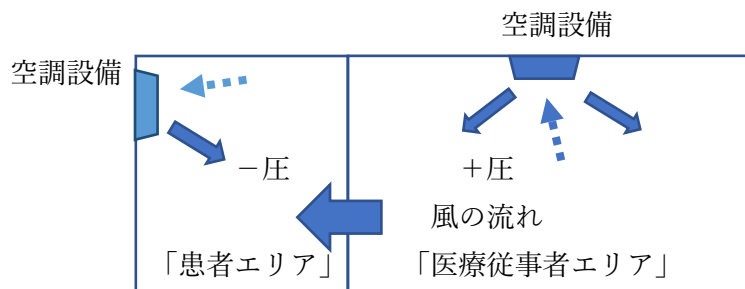 空調設備
空調設備
－圧
＋圧
風の流れ
「患者エリア」
「医療従事者エリア」